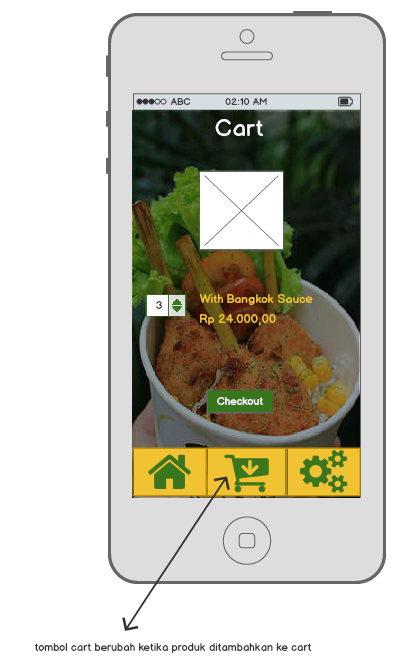 ABC 02:10 AM
Cart
With Bangkok Sauce
3
Rp 24.000,00
Checkout
tombol cart berubah ketika produk ditambahkan ke cart